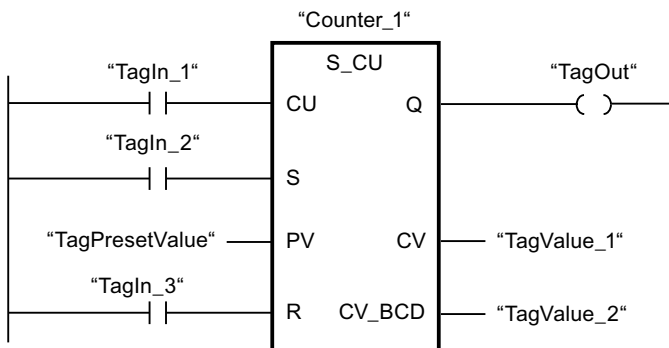 “Counter_1“
S_CU
“TagIn_1“
CU
Q
“TagOut“
“TagIn_2“
S
“TagPresetValue“
PV
CV
“TagValue_1“
“TagIn_3“
R
CV_BCD
“TagValue_2“